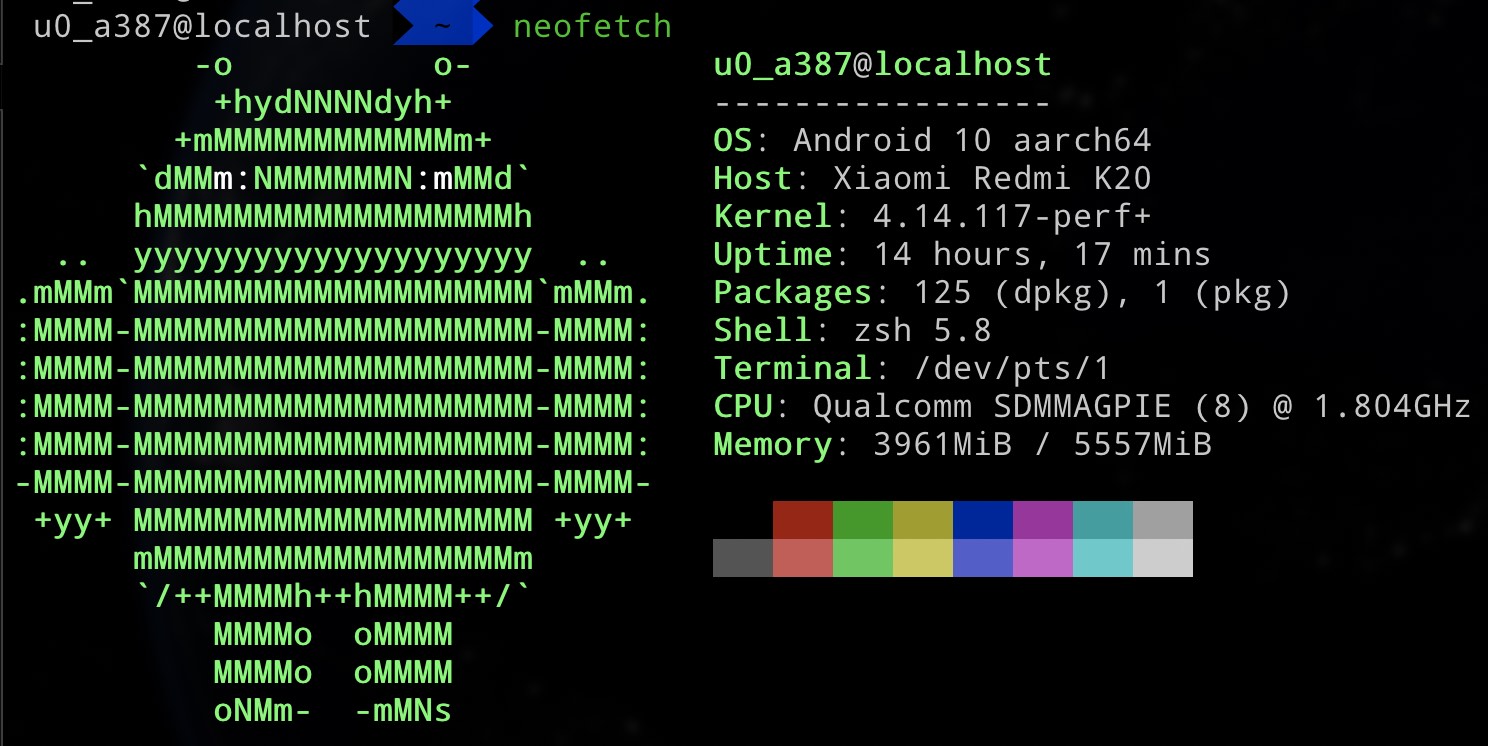 u0_a387@localhost ~ neofetch
         -o          o-
          +hydNNNNdyh+
        +mMMMMMMMMMMMMm+
      `dMMm:NMMMMMMN:mMMd`
      hMMMMMMMMMMMMMMMMMMh
  ..  yyyyyyyyyyyyyyyyyyyy  ..
.mMMm`MMMMMMMMMMMMMMMMMMMM`mMMm.
:MMMM-MMMMMMMMMMMMMMMMMMMM-MMMM:
:MMMM-MMMMMMMMMMMMMMMMMMMM-MMMM:
:MMMM-MMMMMMMMMMMMMMMMMMMM-MMMM:
:MMMM-MMMMMMMMMMMMMMMMMMMM-MMMM:
-MMMM-MMMMMMMMMMMMMMMMMMMM-MMMM-
 +yy+ MMMMMMMMMMMMMMMMMMMM +yy+
      mMMMMMMMMMMMMMMMMMMm
      `/++MMMMh++hMMMM++/`
          MMMMo  oMMMM
          MMMMo  oMMMM
          oNMm-  -mMNs
u0_a387@localhost
-----------------
OS: Android 10 aarch64
Host: Xiaomi Redmi K20
Kernel: 4.14.117-perf+
Uptime: 14 hours, 17 mins
Packages: 125 (dpkg), 1 (pkg)
Shell: zsh 5.8
Terminal: /dev/pts/1
CPU: Qualcomm SDMMAGPIE (8) @ 1.804GHz
Memory: 3961MiB / 5557MiB